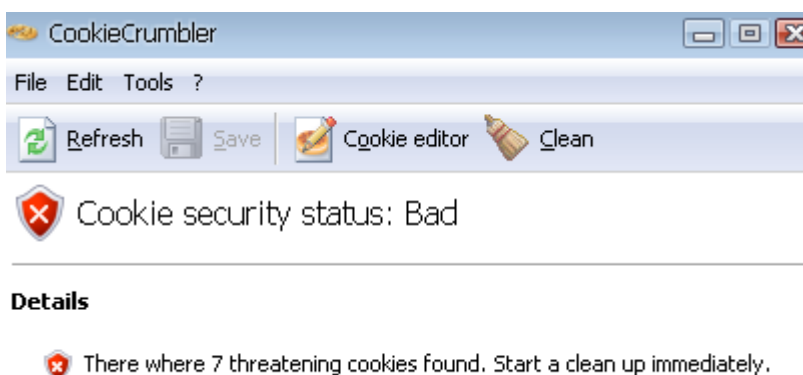 CookieCrumbler
File Edit Tools ?
Refresh Save Cookie editor Clean
Cookie security status: Bad
Details
There where 7 threatening cookies found. Start a clean up immediately.